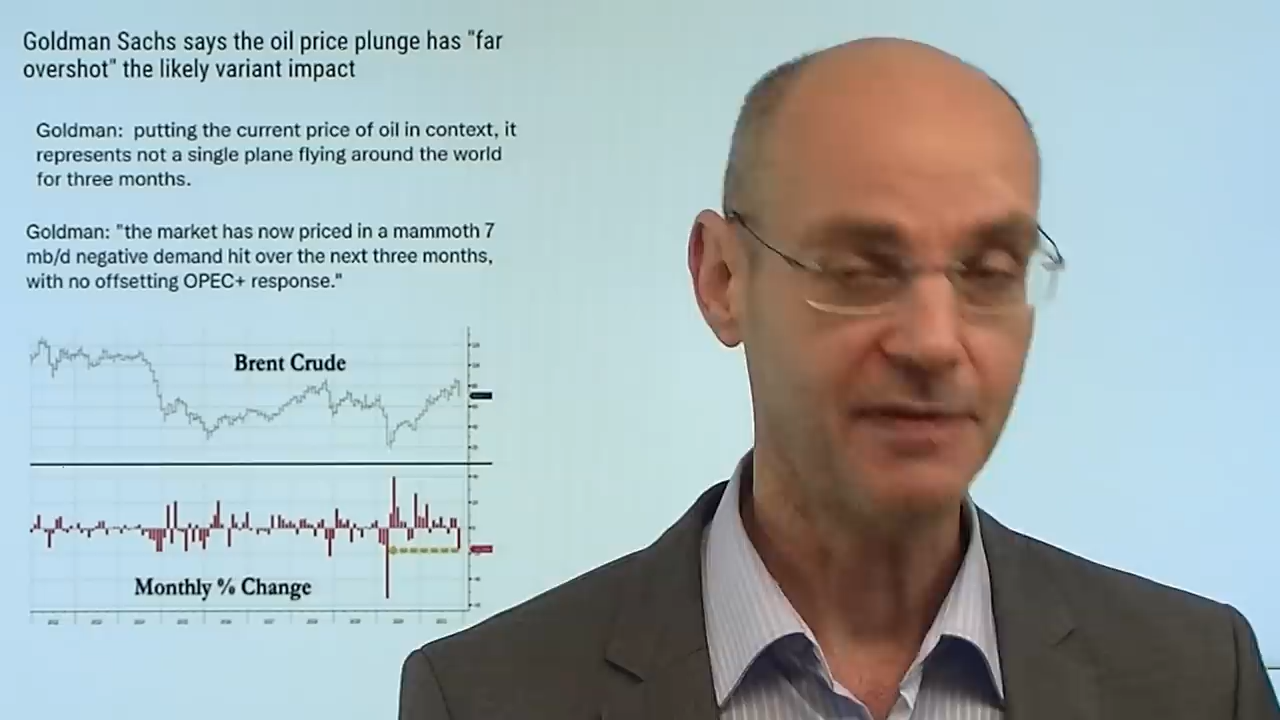 Goldman Sachs says the oil price plunge has "far
overshot" the likely variant impact
Goldman:  putting the current price of oil in context, it
represents not a single plane flying around the world
for three months.
Goldman: "the market has now priced in a mammoth 7
mb/d negative demand hit over the next three months,
with no offsetting OPEC+ response."
Brent Crude
Monthly % Change